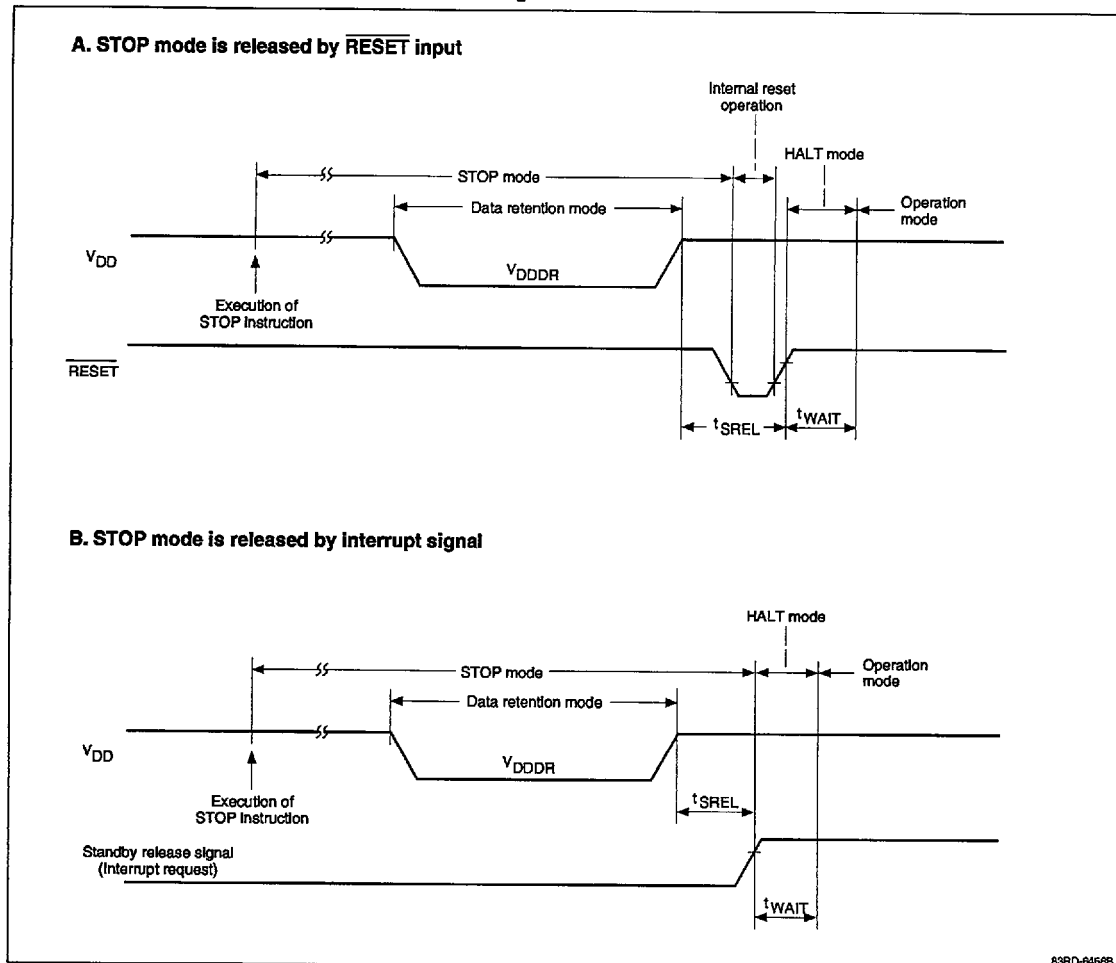 A. STOP mode is released by RESET input
Internal reset
operation
HALT mode
STOP mode
Operation
mode
Data retention mode
VDD
VDDDR
Execution of
STOP instruction
RESET
tSREL
tWAIT
B. STOP mode is released by interrupt signal
HALT mode
STOP mode
Operation
mode
Data retention mode
VDD
VDDDR
tSREL
Execution of
STOP instruction
Standby release signal
(Interrupt request)
tWAIT
83RD-6456B